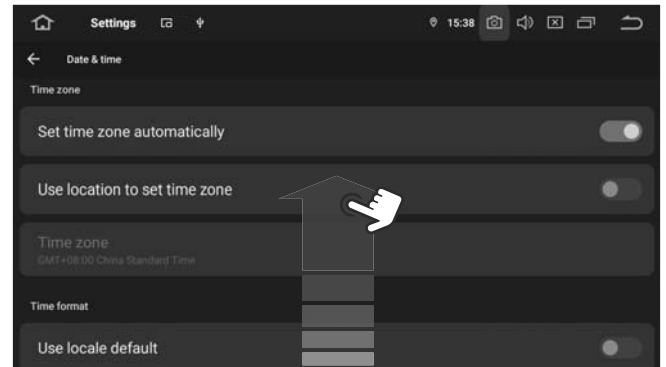 Settings
15:38
Date & time
Time zone
Set time zone automatically
Use location to set time zone
Time zone
GMT+08:00 China Standard Time
Time format
Use locale default